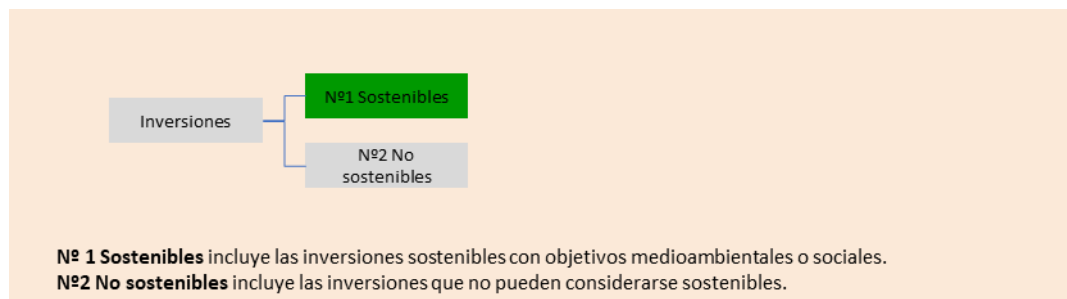 Nº1 Sostenibles
Inversiones
Nº2 No
sostenibles
Nº 1 Sostenibles incluye las inversiones sostenibles con objetivos medioambientales o sociales.
Nº2 No sostenibles incluye las inversiones que no pueden considerarse sostenibles.